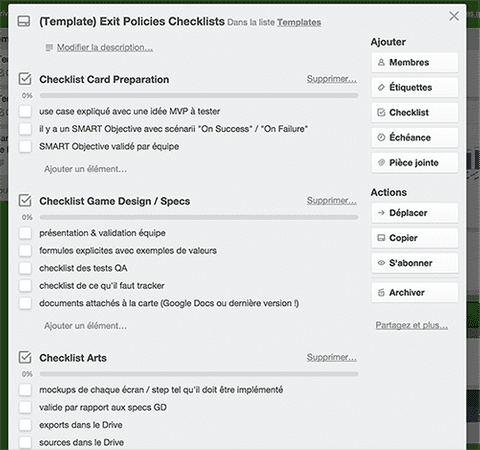 (Template) Exit Policies Checklists Dans la liste Templates
Modifier la description…
Checklist Card Preparation Supprimer…
0%
use case expliqué avec une idée MVP à tester
il y a un SMART Objective avec scénarii "On Success" / "On Failure"
SMART Objective validé par équipe
Ajouter un élément…
Checklist Game Design / Specs Supprimer…
0%
présentation & validation équipe
formules explicites avec exemples de valeurs
checklist des tests QA
checklist de ce qu'il faut tracker
documents attachés à la carte (Google Docs ou dernière version !)
Ajouter un élément…
Checklist Arts Supprimer…
0%
mockups de chaque écran / step tel qu'il doit être implémenté
valide par rapport aux specs GD
exports dans le Drive
sources dans le Drive
Ajouter
Membres
Étiquettes
Checklist
Échéance
Pièce jointe
Actions
Déplacer
Copier
S'abonner
Archiver
Partagez et plus…